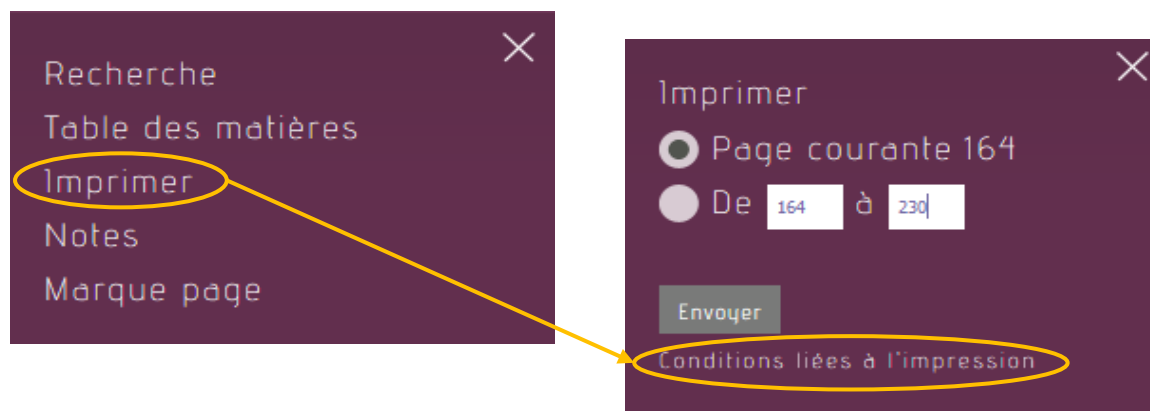 Recherche
Table des matières
Imprimer
Notes
Marque page
Imprimer
Page courante 164
De 164 à 230
Envoyer
Conditions liées à l'impression